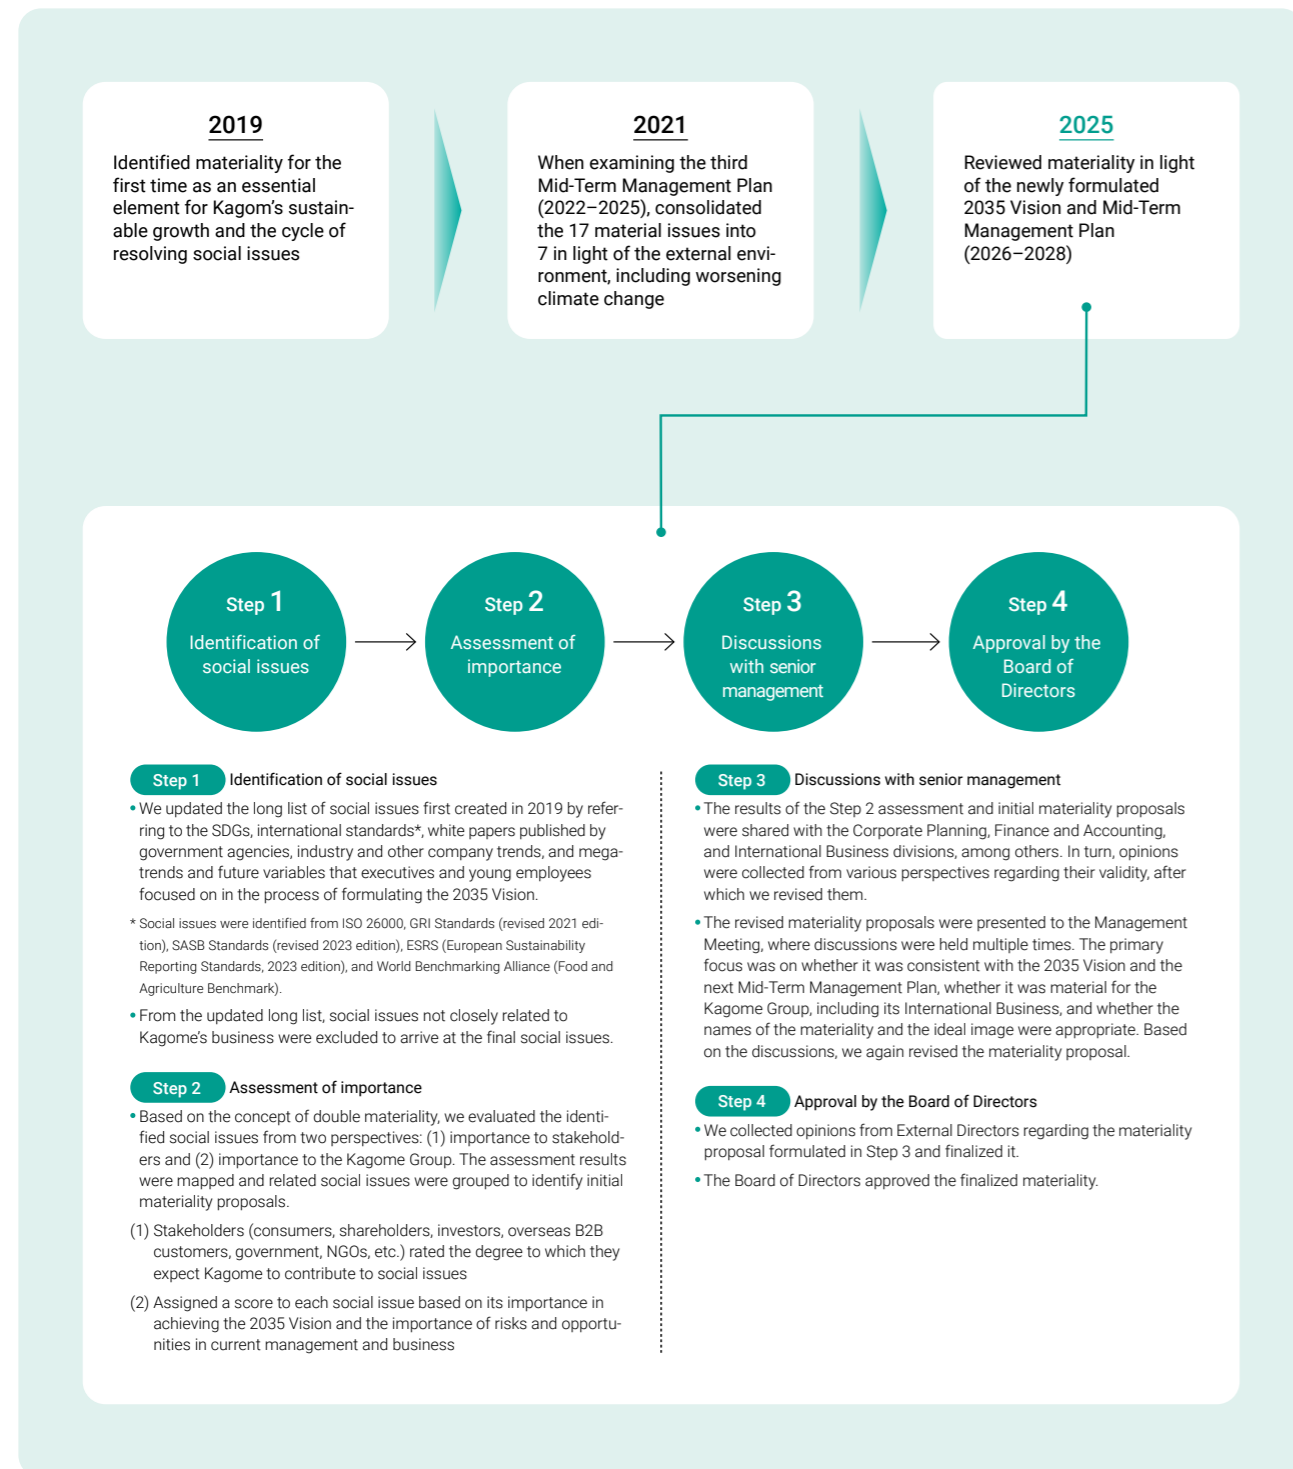 2019
Identified materiality for the
first time as an essential
element for Kagom’s sustain-
able growth and the cycle of
resolving social issues
2021
When examining the third
Mid-Term Management Plan
(2022–2025), consolidated
the 17 material issues into
7 in light of the external envi-
ronment, including worsening
climate change
2025
Reviewed materiality in light
of the newly formulated
2035 Vision and Mid-Term
Management Plan
(2026–2028)
Step 1
Identification of
social issues
Step 2
Assessment of
importance
Step 3
Discussions
with senior
management
Step 4
Approval by the
Board of
Directors
Step 1 Identification of social issues
• We updated the long list of social issues first created in 2019 by refer-
ring to the SDGs, international standards*, white papers published by
government agencies, industry and other company trends, and mega-
trends and future variables that executives and young employees
focused on in the process of formulating the 2035 Vision.
* Social issues were identified from ISO 26000, GRI Standards (revised 2021 edi-
tion), SASB Standards (revised 2023 edition), ESRS (European Sustainability
Reporting Standards, 2023 edition), and World Benchmarking Alliance (Food and
Agriculture Benchmark).
• From the updated long list, social issues not closely related to
Kagome’s business were excluded to arrive at the final social issues.
Step 2 Assessment of importance
• Based on the concept of double materiality, we evaluated the identi-
fied social issues from two perspectives: (1) importance to stakehold-
ers and (2) importance to the Kagome Group. The assessment results
were mapped and related social issues were grouped to identify initial
materiality proposals.
(1) Stakeholders (consumers, shareholders, investors, overseas B2B
customers, government, NGOs, etc.) rated the degree to which they
expect Kagome to contribute to social issues
(2) Assigned a score to each social issue based on its importance in
achieving the 2035 Vision and the importance of risks and opportu-
nities in current management and business
Step 3 Discussions with senior management
• The results of the Step 2 assessment and initial materiality proposals
were shared with the Corporate Planning, Finance and Accounting,
and International Business divisions, among others. In turn, opinions
were collected from various perspectives regarding their validity, after
which we revised them.
• The revised materiality proposals were presented to the Management
Meeting, where discussions were held multiple times. The primary
focus was on whether it was consistent with the 2035 Vision and the
next Mid-Term Management Plan, whether it was material for the
Kagome Group, including its International Business, and whether the
names of the materiality and the ideal image were appropriate. Based
on the discussions, we again revised the materiality proposal.
Step 4 Approval by the Board of Directors
• We collected opinions from External Directors regarding the materiality
proposal formulated in Step 3 and finalized it.
• The Board of Directors approved the finalized materiality.